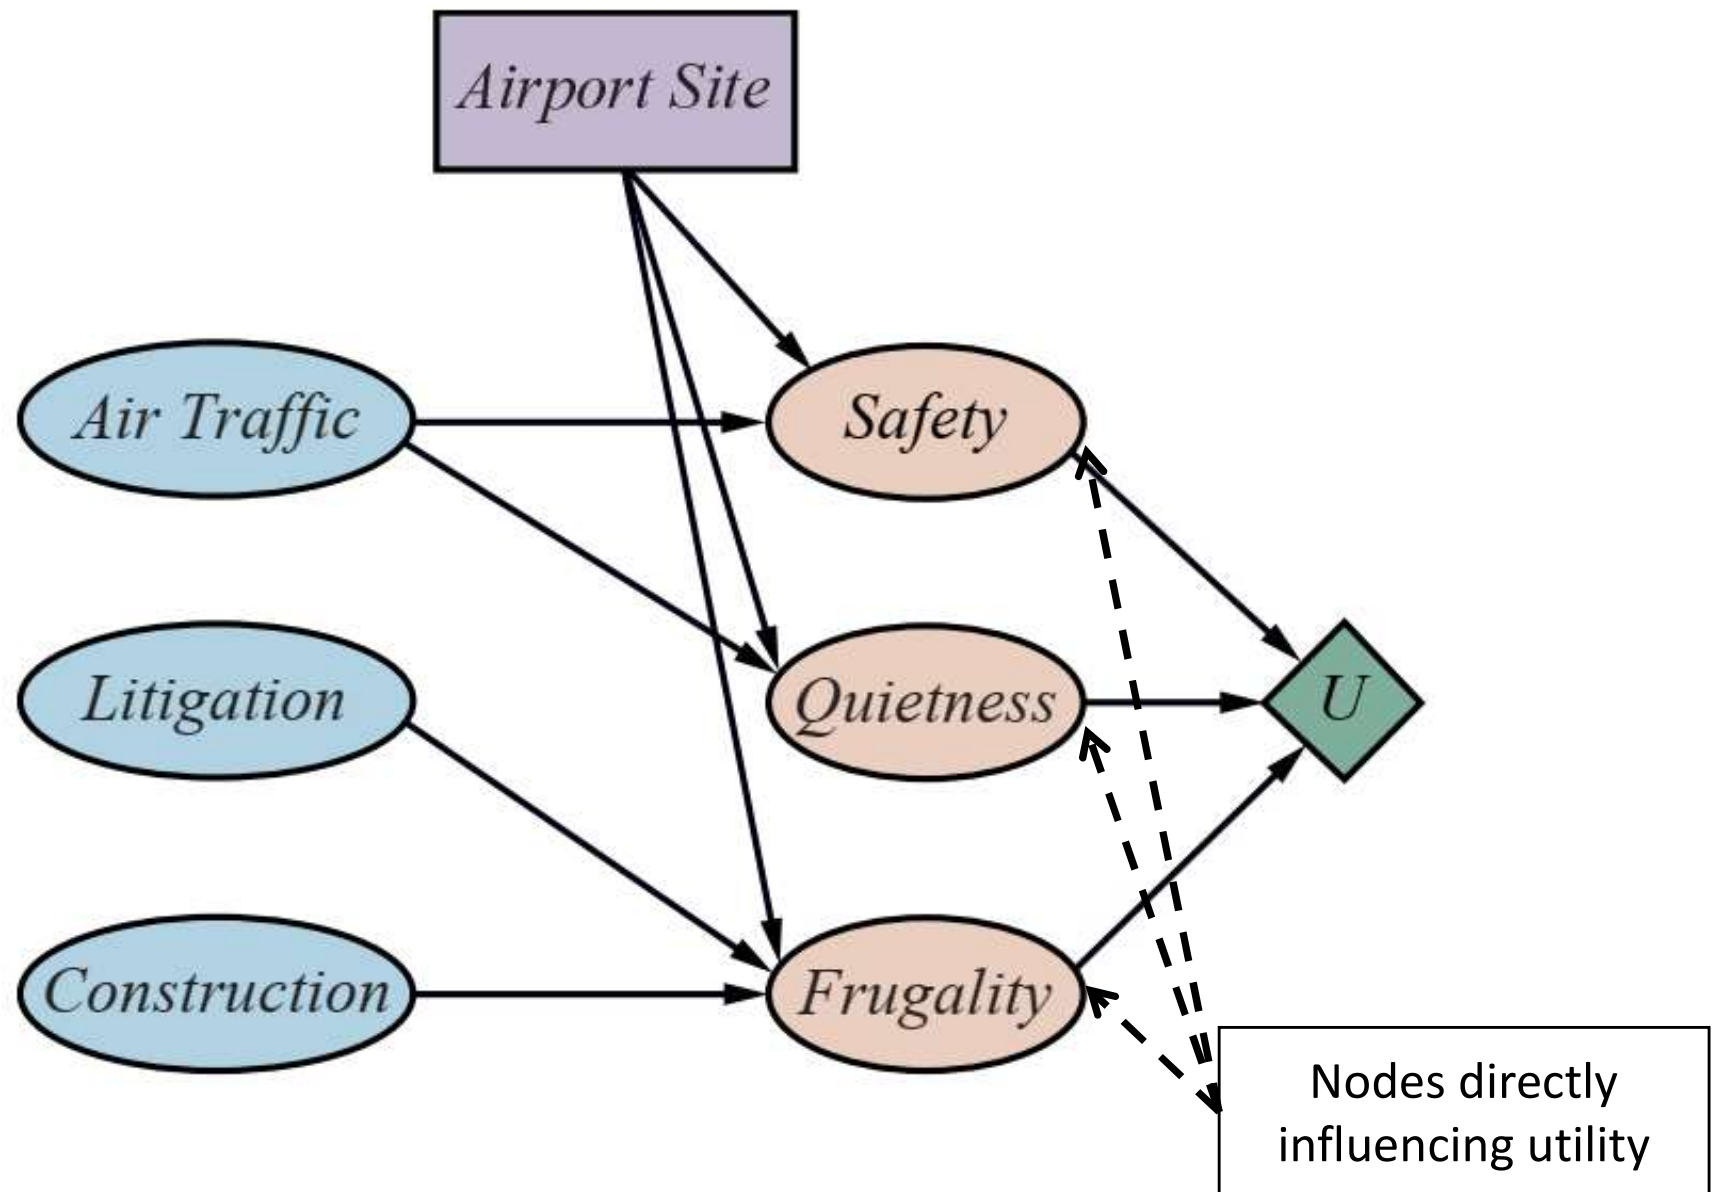 Airport Site
Air Traffic
Safety
Litigation
Quietness
U
Construction
Frugality
Nodes directly
influencing utility